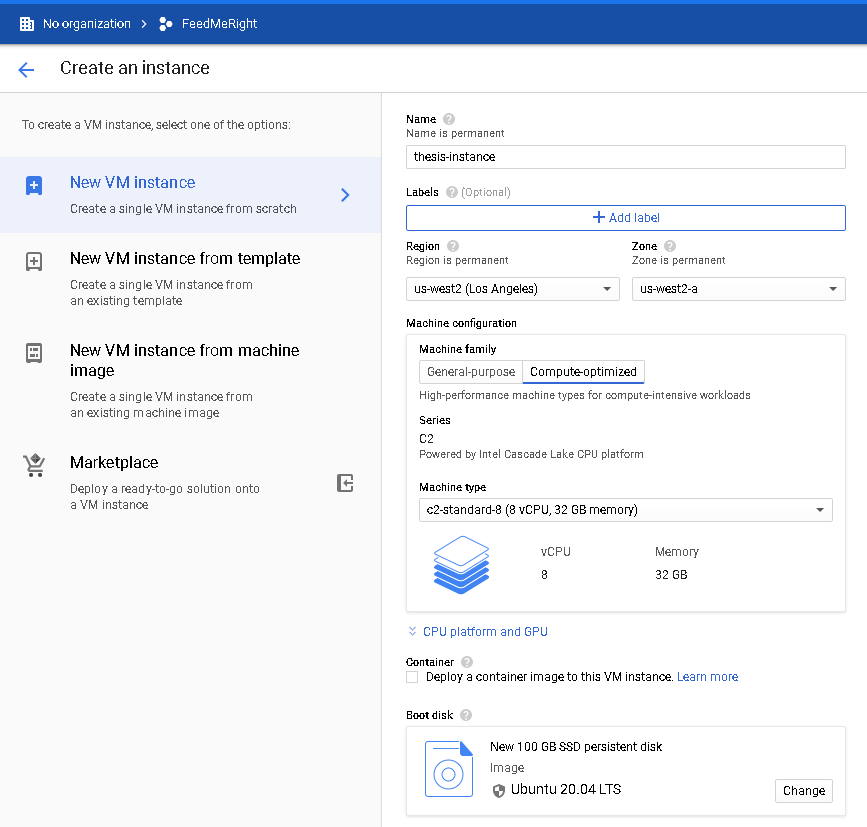 No organization > FeedMeRight
Create an instance
To create a VM instance, select one of the options:
New VM instance
Create a single VM instance from scratch
New VM instance from template
Create a single VM instance from
an existing template
New VM instance from machine
image
Create a single VM instance from
an existing machine image
Marketplace
Deploy a ready-to-go solution onto
a VM instance
Name ?
Name is permanent
thesis-instance
Labels ? (Optional)
+ Add label
Region ? Zone ?
Region is permanent Zone is permanent
us-west2 (Los Angeles) us-west2-a
Machine configuration
Machine family
General-purpose Compute-optimized
High-performance machine types for compute-intensive workloads
Series
C2
Powered by Intel Cascade Lake CPU platform
Machine type
c2-standard-8 (8 vCPU, 32 GB memory)
vCPU Memory
8 32 GB
CPU platform and GPU
Container ?
Deploy a container image to this VM instance. Learn more
Boot disk ?
New 100 GB SSD persistent disk
Image
Ubuntu 20.04 LTS
Change